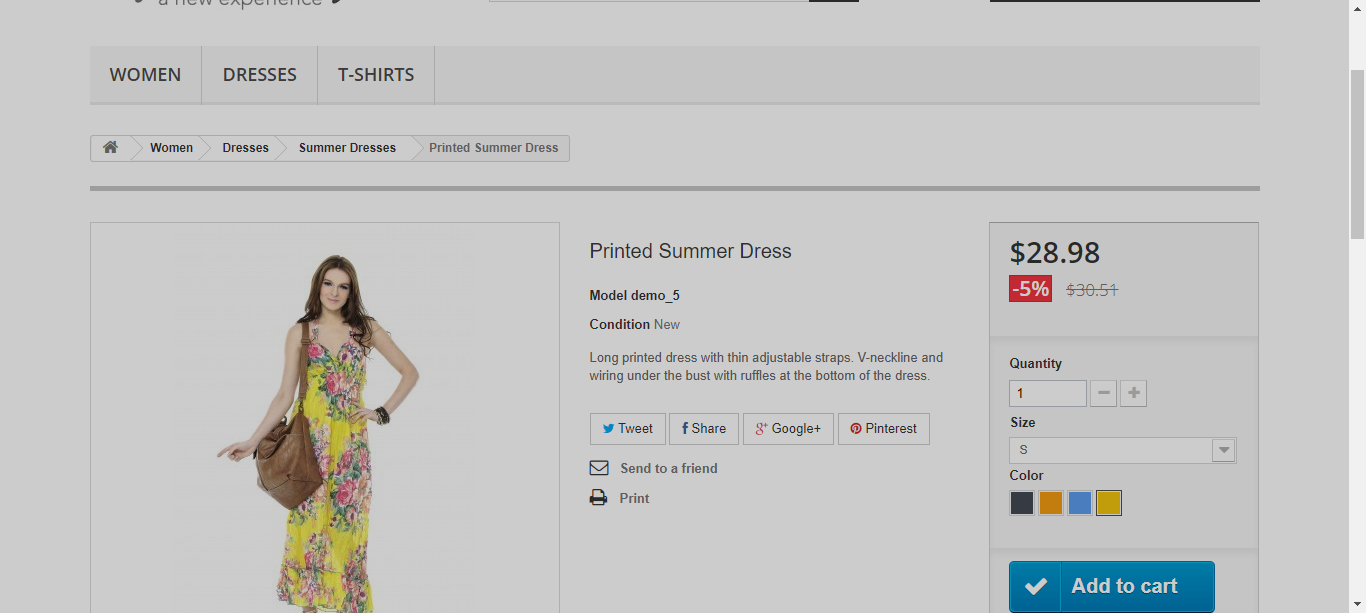 a new experience
WOMEN
DRESSES
T-SHIRTS
Women
Dresses
Summer Dresses
Printed Summer Dress
Printed Summer Dress
Model demo_5
Condition New
Long printed dress with thin adjustable straps. V-neckline and
wiring under the bust with ruffles at the bottom of the dress.
Tweet
Share
Google+
Pinterest
Send to a friend
Print
$28.98
-5% $30.51
Quantity
1
Size
S
Color
Add to cart